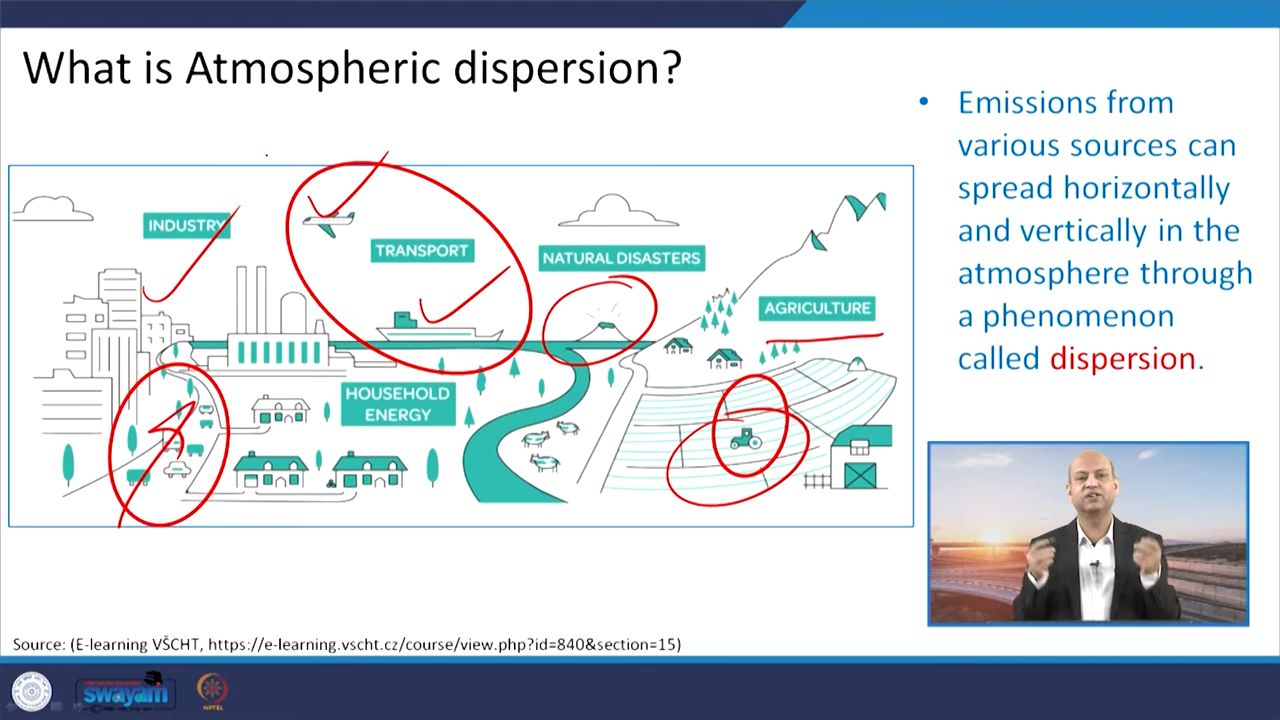 What is Atmospheric dispersion?
INDUSTRY
TRANSPORT
NATURAL DISASTERS
AGRICULTURE
HOUSEHOLD
ENERGY
• Emissions from
various sources can
spread horizontally
and vertically in the
atmosphere through
a phenomenon
called dispersion.
Source: (E-learning VŠCHT, https://e-learning.vscht.cz/course/view.php?id=840&section=15)
swayam
NPTEL